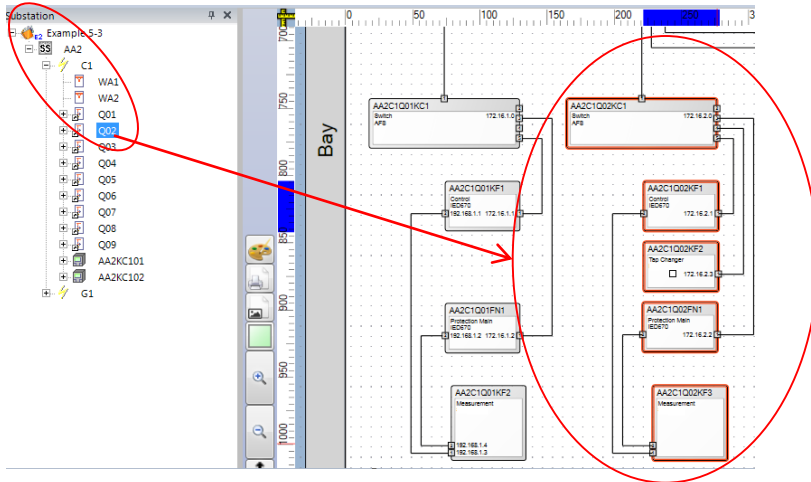 Substation
Example 5-3
SS AA2
C1
WA1
WA2
Q01
Q02
Q03
Q04
Q05
Q06
Q07
Q08
Q09
AA2KC101
AA2KC102
G1
0 50 100 150 200 250 3
700
750
800
850
900
950
1000
Bay
AA2C1Q01KC1
Switch 172.16.1.0
AFS
AA2C1Q02KC1
Switch 172.16.2.0
AFS
AA2C1Q01KF1
Control
IED670
192.168.1.1 172.16.1.1
AA2C1Q02KF1
Control
IED670
172.16.2.1
AA2C1Q02KF2
Tap Changer
172.16.2.3
AA2C1Q01FN1
Protection Main
IED670
192.168.1.2 172.16.1.2
AA2C1Q02FN1
Protection Main
IED670
172.16.2.2
AA2C1Q01KF2
Measurement
192.168.1.4
192.168.1.3
AA2C1Q02KF3
Measurement